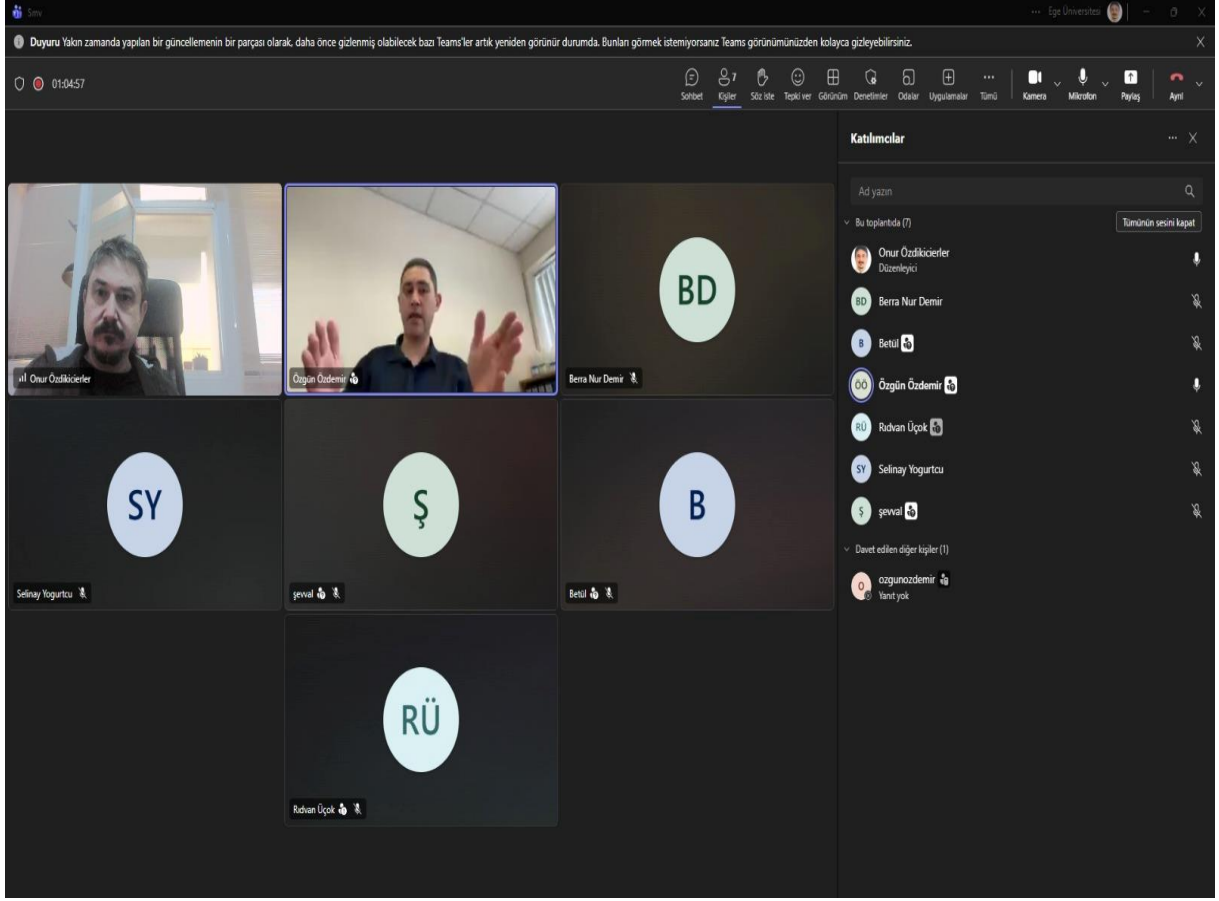 Smv
··· Ege Üniversitesi
Duyuru Yakın zamanda yapılan bir güncellemenin bir parçası olarak, daha önce gizlenmiş olabilecek bazı Teams'ler artık yeniden görünür durumda. Bunları görmek istemiyorsanız Teams görünümünüzden kolayca gizleyebilirsiniz.
01:04:57
7
Sohbet Kişiler Söz iste Tepki ver Görünüm Denetimler Odalar Uygulamalar Tümü Kamera Mikrofon Paylaş Ayrıl
Onur Özdikicierler
Özgün Özdemir
BD
Berra Nur Demir
SY
Selinay Yogurtcu
Ş
şevval
B
Betül
RÜ
Rıdvan Üçok
Katılımcılar
Ad yazın
Bu toplantıda (7) Tümünün sesini kapat
Onur Özdikicierler
Düzenleyici
BD Berra Nur Demir
B Betül
ÖÖ Özgün Özdemir
RÜ Rıdvan Üçok
SY Selinay Yogurtcu
Ş şevval
Davet edilen diğer kişiler (1)
O ozgunozdemir
Yanıt yok